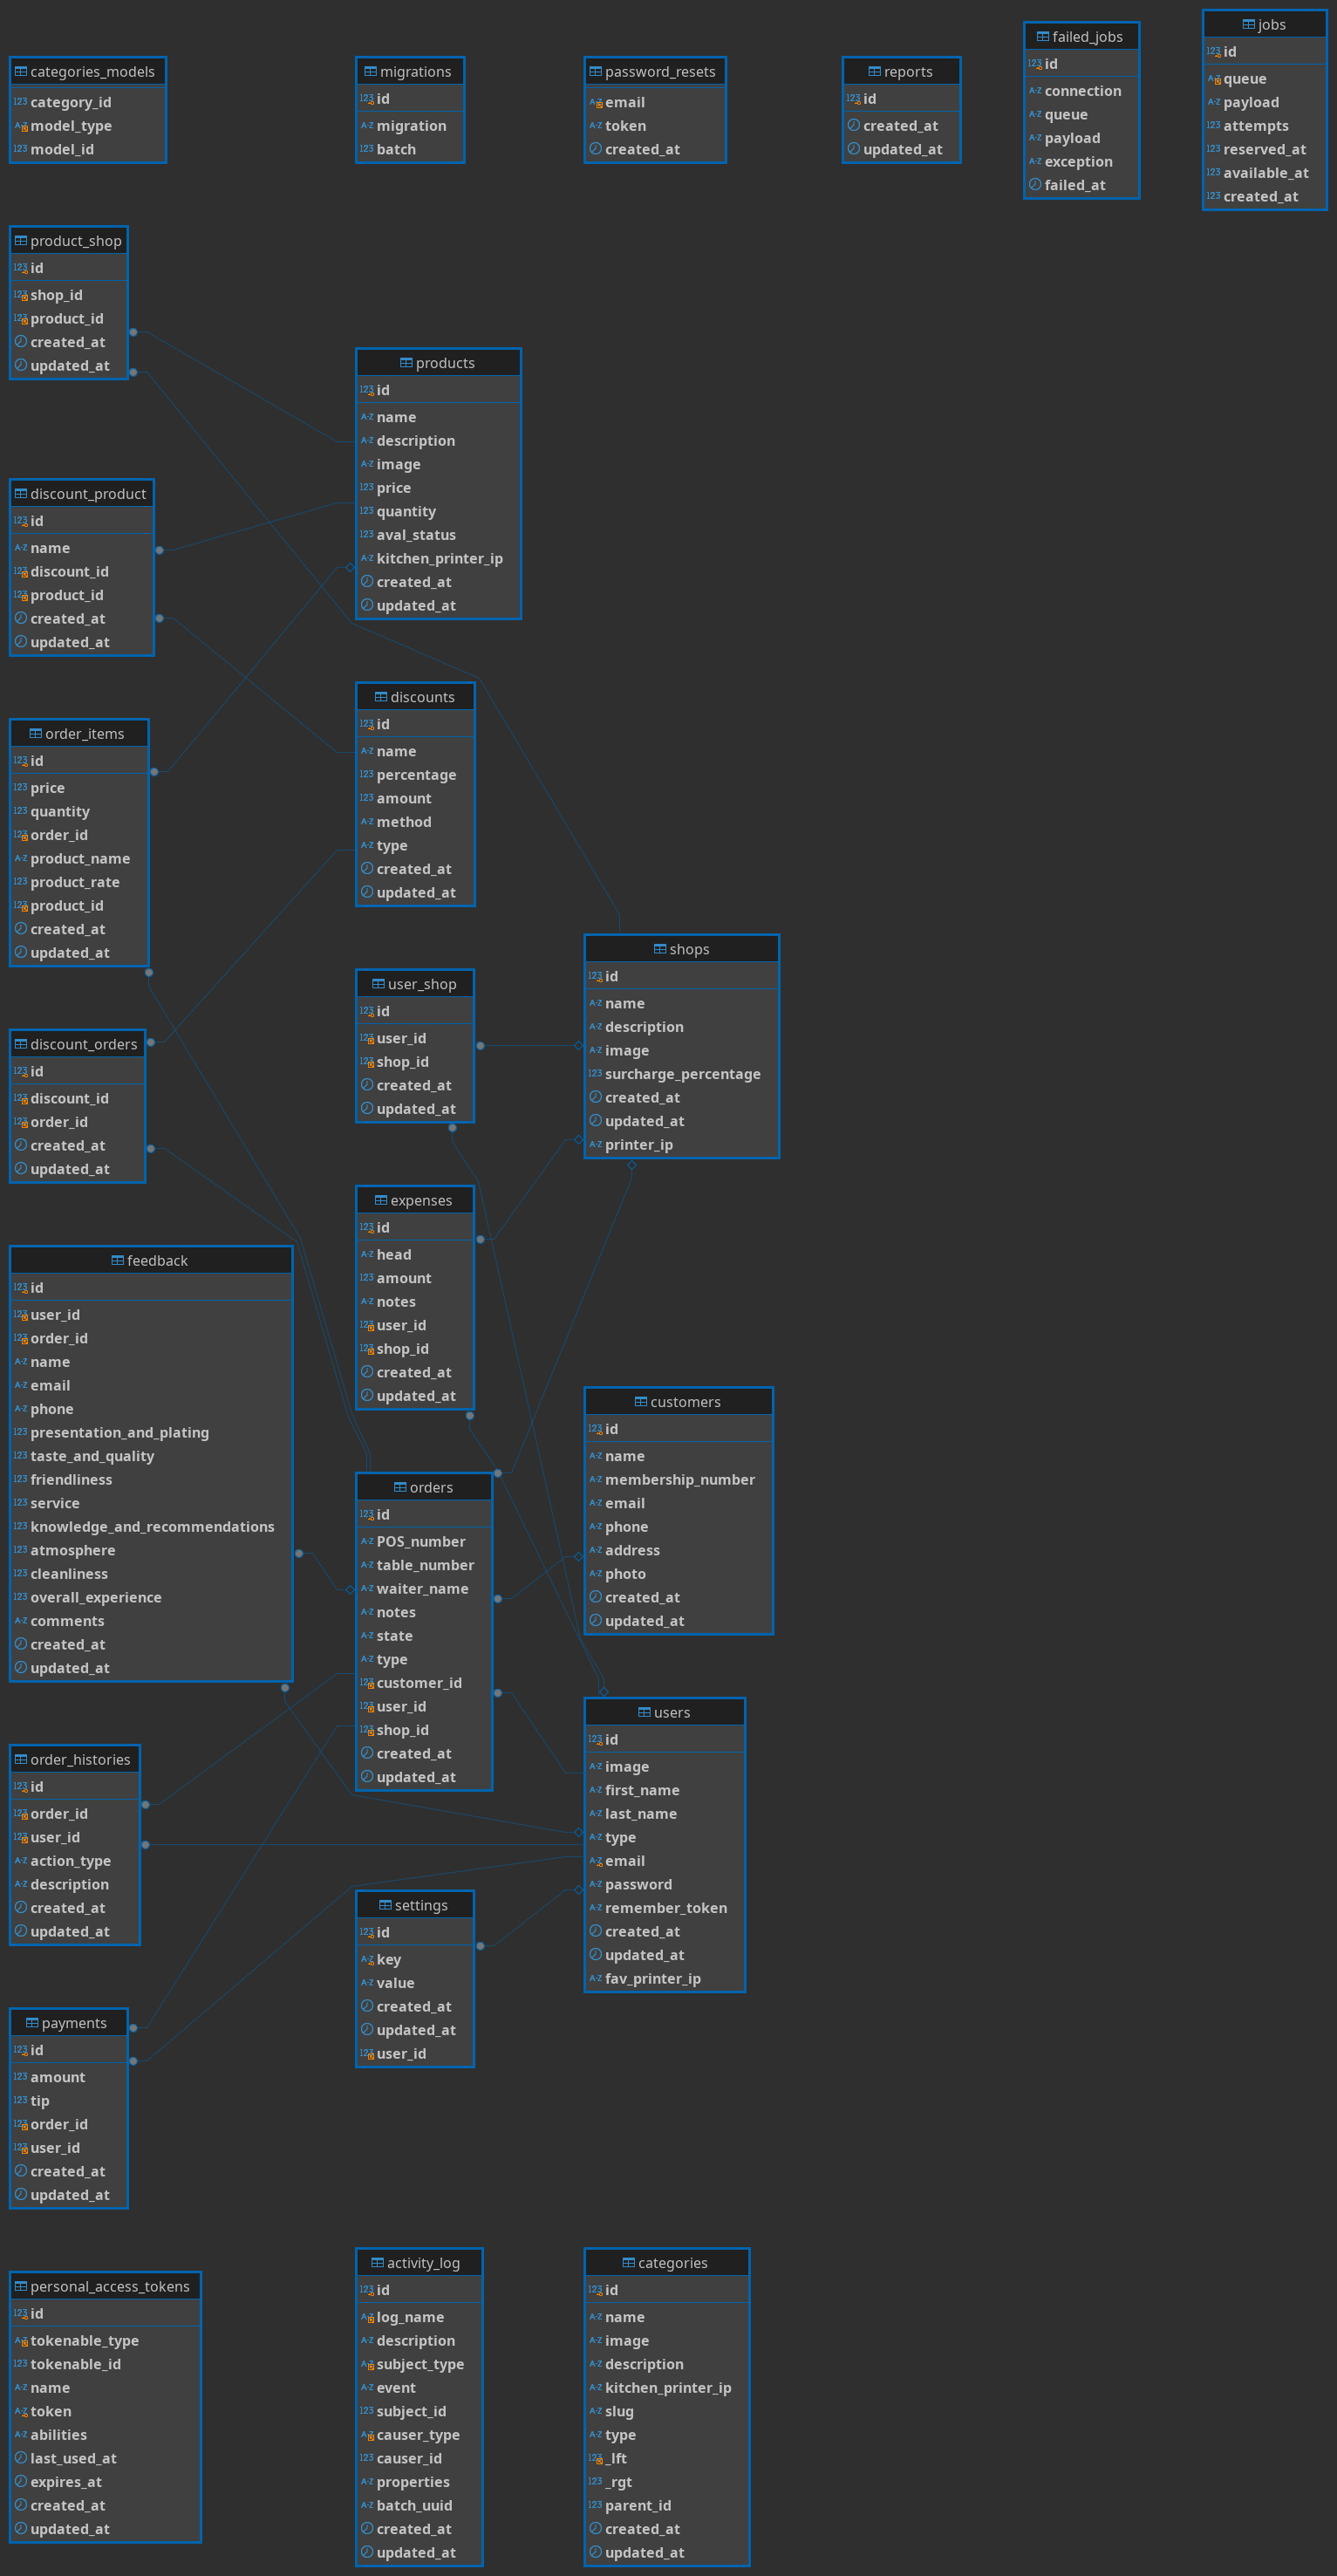 categories_models
category_id
model_type
model_id
migrations
id
migration
batch
password_resets
email
token
created_at
reports
id
created_at
updated_at
failed_jobs
id
connection
queue
payload
exception
failed_at
jobs
id
queue
payload
attempts
reserved_at
available_at
created_at
product_shop
id
shop_id
product_id
created_at
updated_at
products
id
name
description
image
price
quantity
aval_status
kitchen_printer_ip
created_at
updated_at
discount_product
id
name
discount_id
product_id
created_at
updated_at
discounts
id
name
percentage
amount
method
type
created_at
updated_at
order_items
id
price
quantity
order_id
product_name
product_rate
product_id
created_at
updated_at
shops
id
name
description
image
surcharge_percentage
created_at
updated_at
printer_ip
user_shop
id
user_id
shop_id
created_at
updated_at
discount_orders
id
discount_id
order_id
created_at
updated_at
expenses
id
head
amount
notes
user_id
shop_id
created_at
updated_at
feedback
id
user_id
order_id
name
email
phone
presentation_and_plating
taste_and_quality
friendliness
service
knowledge_and_recommendations
atmosphere
cleanliness
overall_experience
comments
created_at
updated_at
customers
id
name
membership_number
email
phone
address
photo
created_at
updated_at
orders
id
POS_number
table_number
waiter_name
notes
state
type
customer_id
user_id
shop_id
created_at
updated_at
users
id
image
first_name
last_name
type
email
password
remember_token
created_at
updated_at
fav_printer_ip
order_histories
id
order_id
user_id
action_type
description
created_at
updated_at
settings
id
key
value
created_at
updated_at
user_id
payments
id
amount
tip
order_id
user_id
created_at
updated_at
personal_access_tokens
id
tokenable_type
tokenable_id
name
token
abilities
last_used_at
expires_at
created_at
updated_at
activity_log
id
log_name
description
subject_type
event
subject_id
causer_type
causer_id
properties
batch_uuid
created_at
updated_at
categories
id
name
image
description
kitchen_printer_ip
slug
type
_lft
_rgt
parent_id
created_at
updated_at